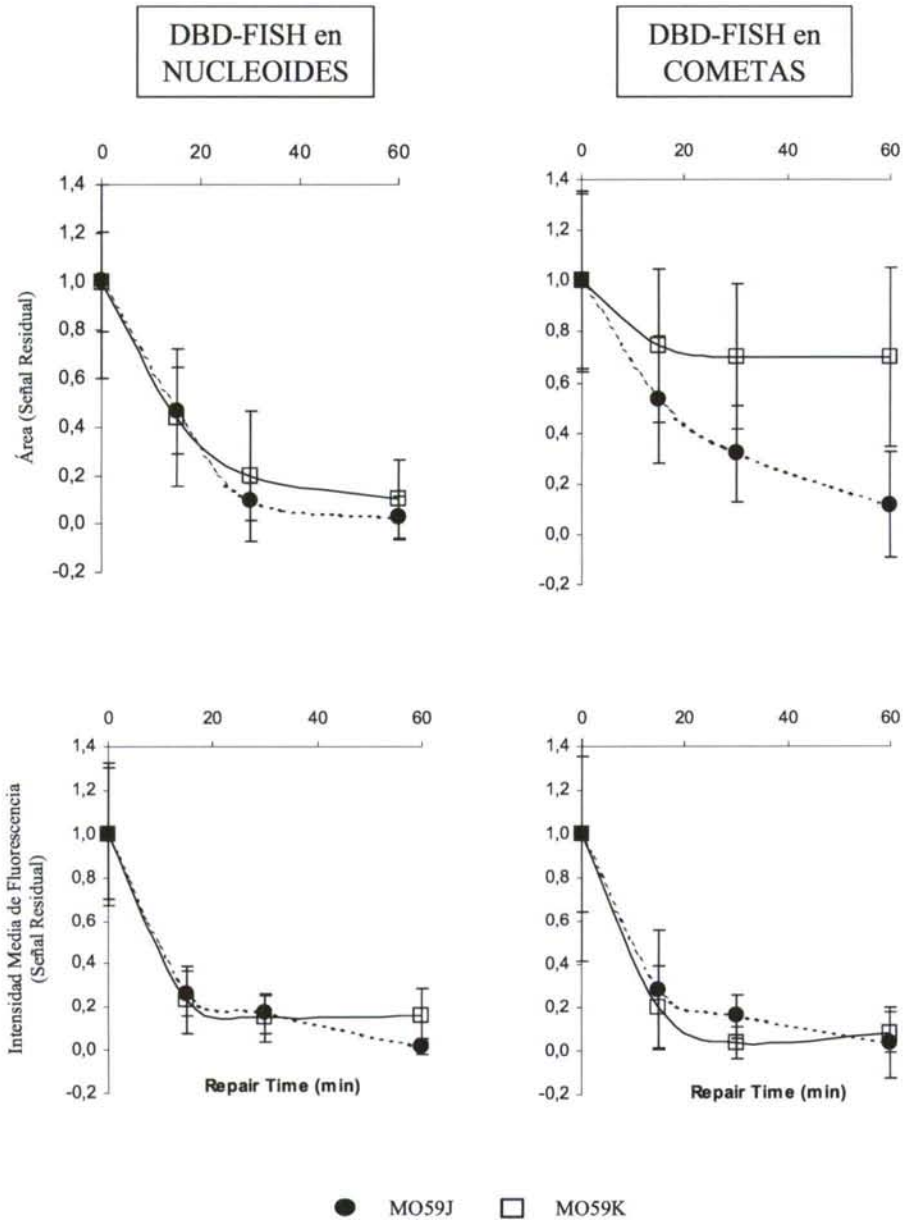 DBD-FISH en
NUCLEOIDES
DBD-FISH en
COMETAS
0 20 40 60
1,4
1,2
1,0
0,8
0,6
0,4
0,2
0,0
-0,2
Área (Señal Residual)
0 20 40 60
1,4
1,2
1,0
0,8
0,6
0,4
0,2
0,0
-0,2
0 20 40 60
1,4
1,2
1,0
0,8
0,6
0,4
0,2
0,0
-0,2
Intensidad Media de Fluorescencia
(Señal Residual)
Repair Time (min)
0 20 40 60
1,4
1,2
1,0
0,8
0,6
0,4
0,2
0,0
-0,2
Repair Time (min)
MO59J
MO59K